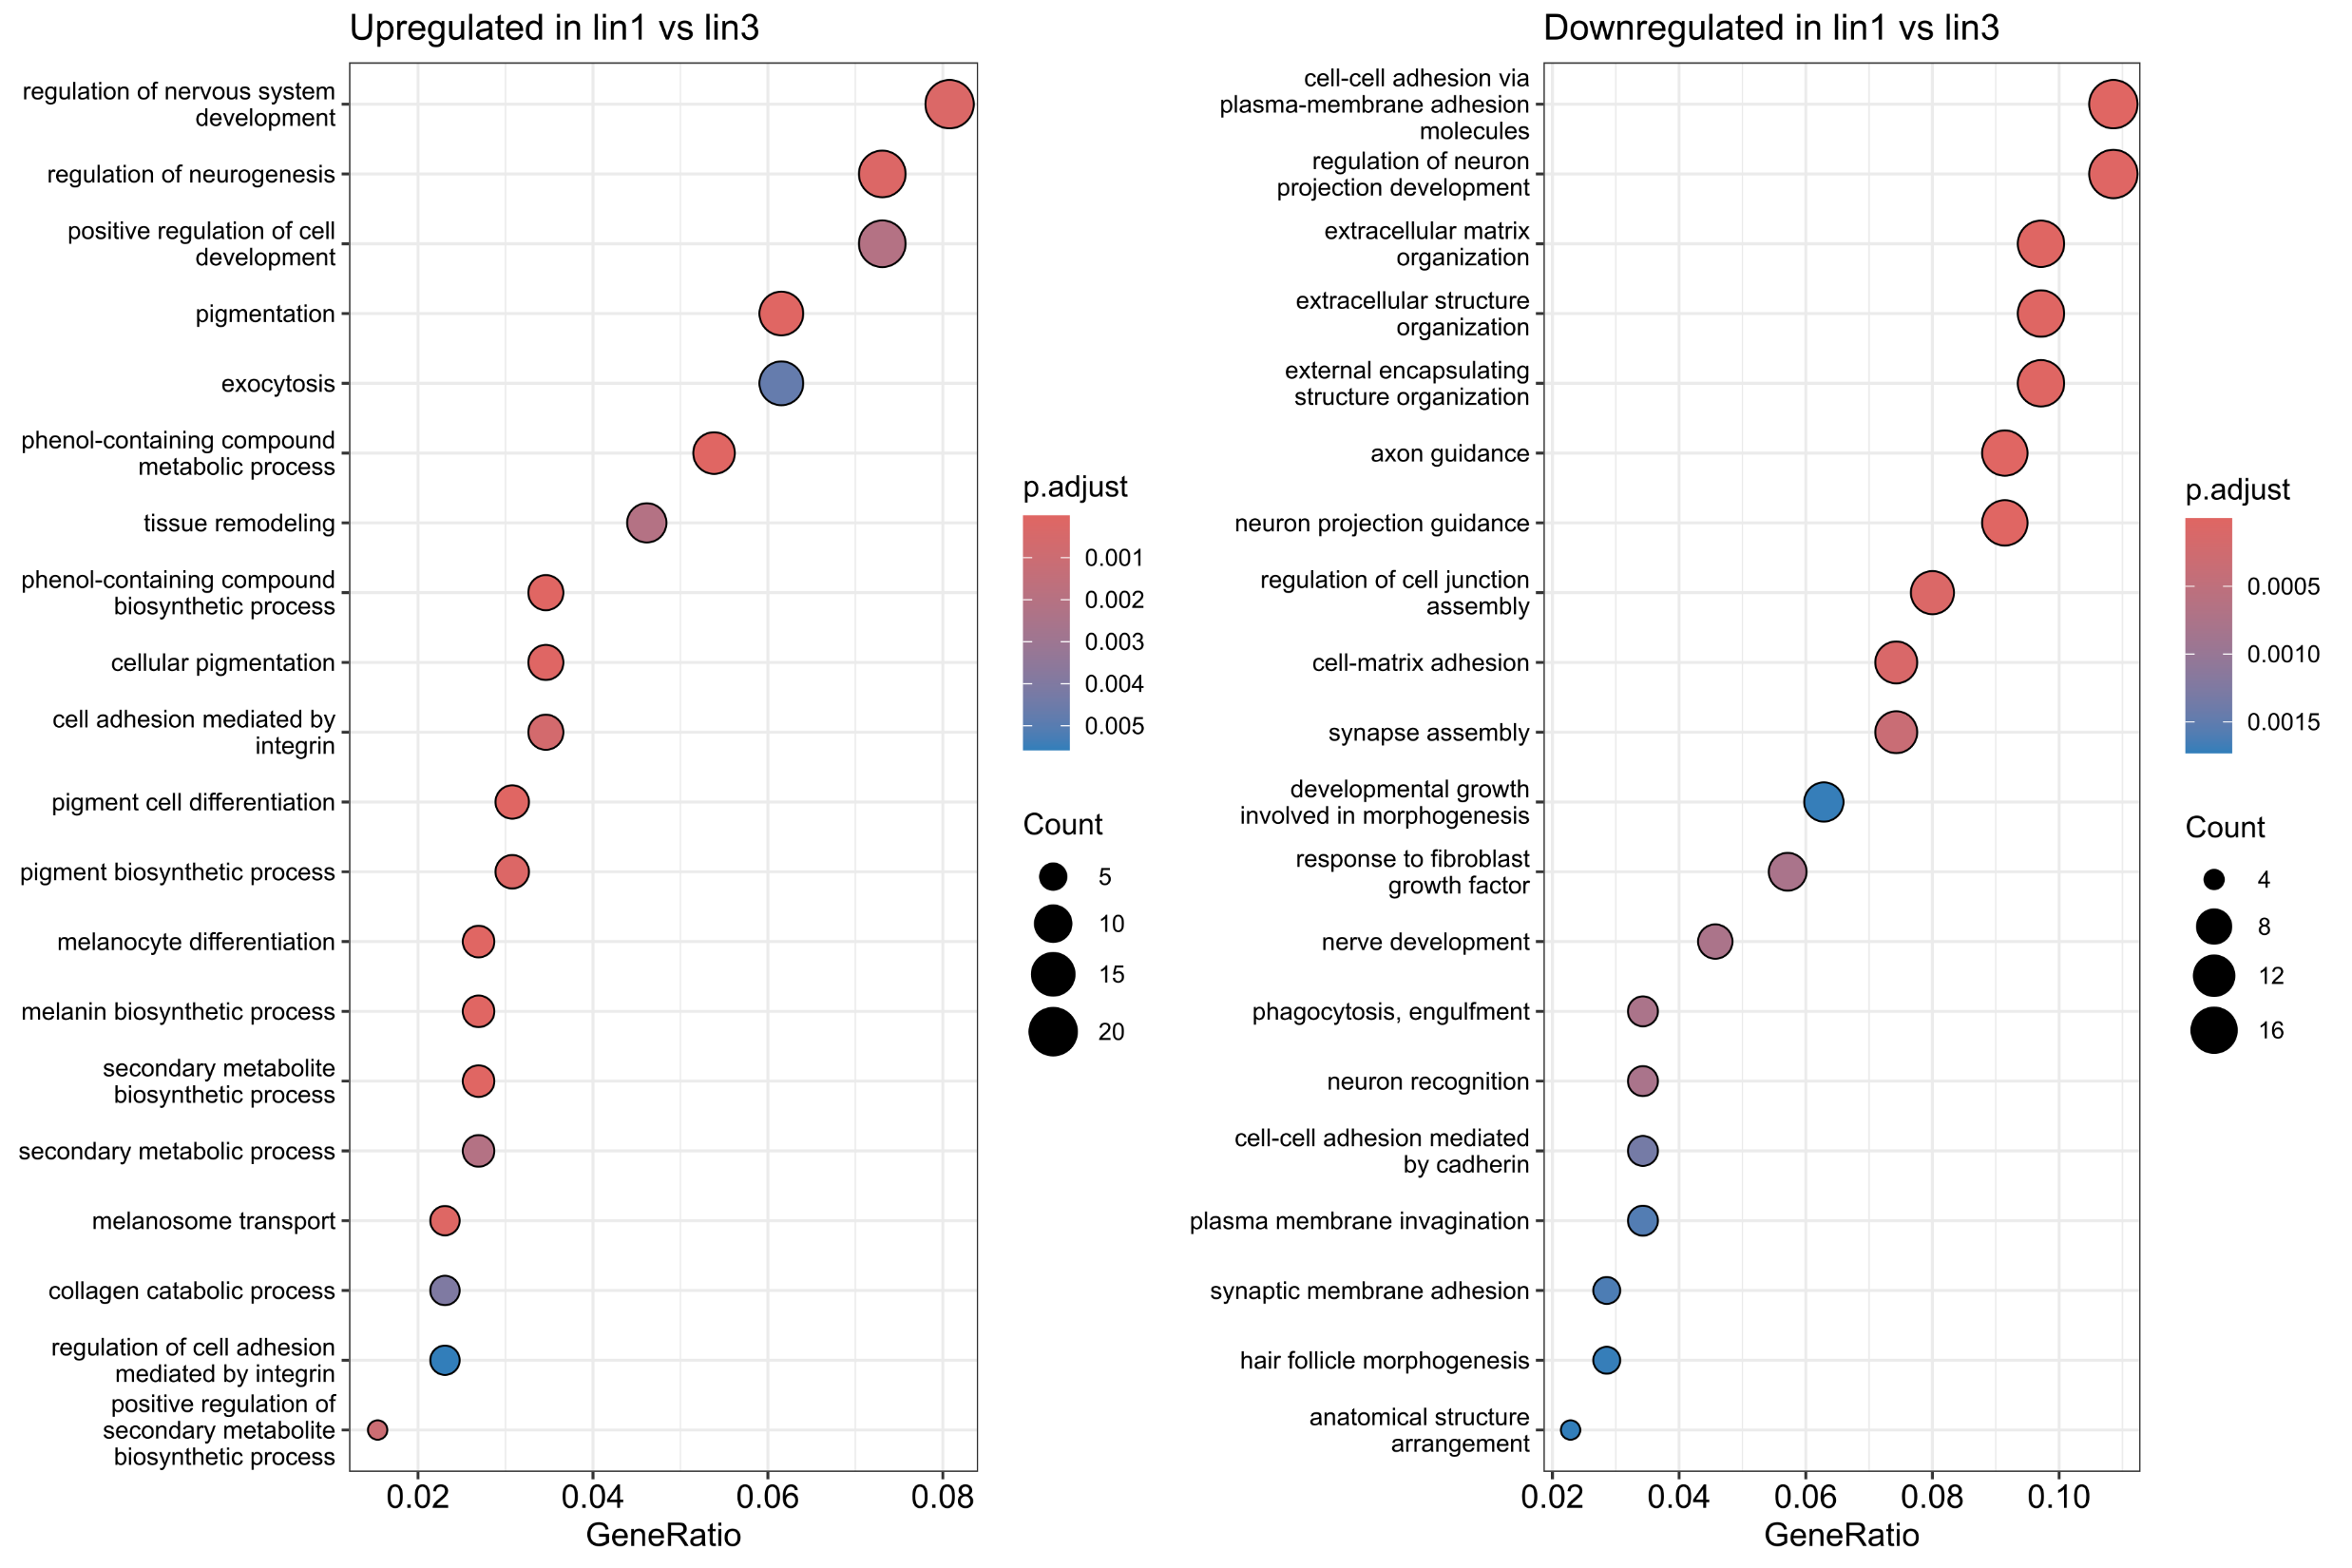 Upregulated in lin1 vs lin3
regulation of nervous system
development
regulation of neurogenesis
positive regulation of cell
development
pigmentation
exocytosis
phenol-containing compound
metabolic process
tissue remodeling
phenol-containing compound
biosynthetic process
cellular pigmentation
cell adhesion mediated by
integrin
pigment cell differentiation
pigment biosynthetic process
melanocyte differentiation
melanin biosynthetic process
secondary metabolite
biosynthetic process
secondary metabolic process
melanosome transport
collagen catabolic process
regulation of cell adhesion
mediated by integrin
positive regulation of
secondary metabolite
biosynthetic process
0.02 0.04 0.06 0.08
GeneRatio
p.adjust
0.001
0.002
0.003
0.004
0.005
Count
5
10
15
20
Downregulated in lin1 vs lin3
cell-cell adhesion via
plasma-membrane adhesion
molecules
regulation of neuron
projection development
extracellular matrix
organization
extracellular structure
organization
external encapsulating
structure organization
axon guidance
neuron projection guidance
regulation of cell junction
assembly
cell-matrix adhesion
synapse assembly
developmental growth
involved in morphogenesis
response to fibroblast
growth factor
nerve development
phagocytosis, engulfment
neuron recognition
cell-cell adhesion mediated
by cadherin
plasma membrane invagination
synaptic membrane adhesion
hair follicle morphogenesis
anatomical structure
arrangement
0.02 0.04 0.06 0.08 0.10
GeneRatio
p.adjust
0.0005
0.0010
0.0015
Count
4
8
12
16